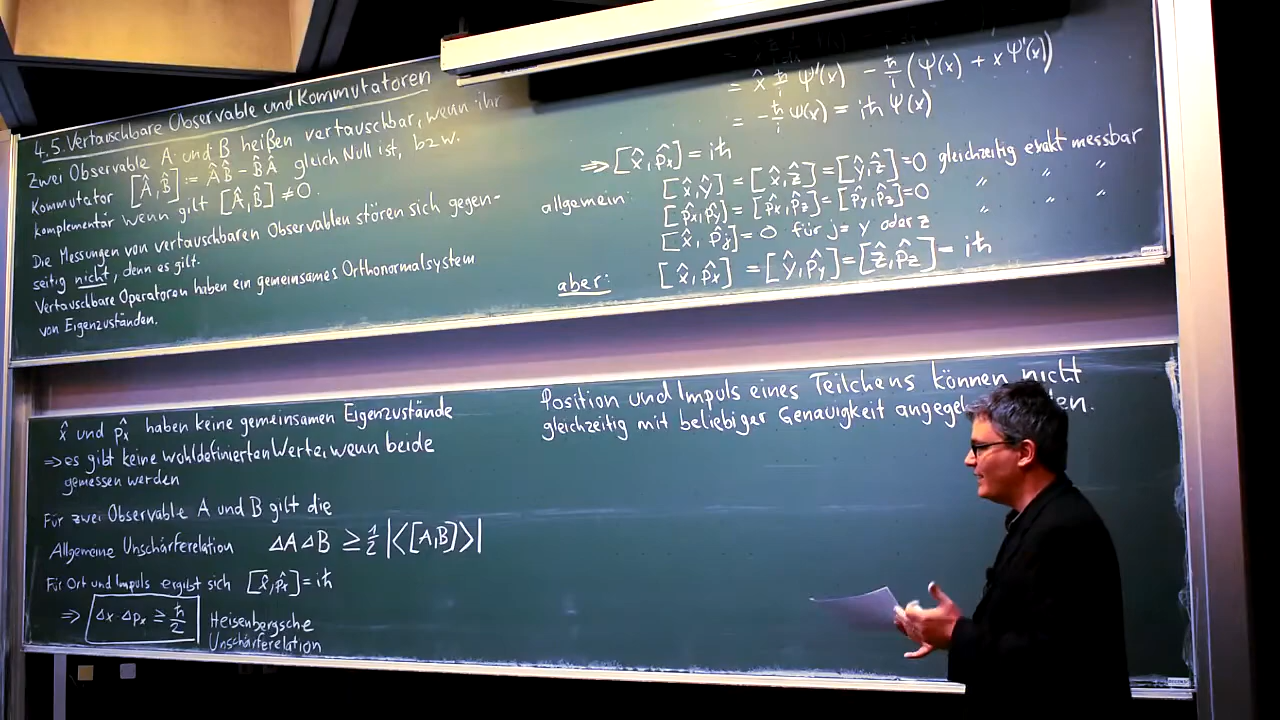 4.5. Vertauschbare Observable und Kommutatoren
Zwei Observable A und B heißen vertauschbar, wenn ihr
Kommutator [Â,B̂] := ÂB̂ - B̂Â gleich Null ist, bzw.
komplementär wenn gilt [Â,B̂] ≠ 0.
Die Messungen von vertauschbaren Observablen stören sich gegen-
seitig nicht, denn es gilt:
Vertauschbare Operatoren haben ein gemeinsames Orthonormalsystem
von Eigenzuständen.
= x̂ ħ/i Ψ'(x) - ħ/i (Ψ(x) + xΨ'(x))
= - ħ/i Ψ(x) = iħ Ψ(x)
⇒ [x̂,p̂x] = iħ
allgemein: [x̂,ŷ] = [x̂,ẑ] = [ŷ,ẑ] = 0 gleichzeitig exakt messbar
[p̂x,p̂y] = [p̂x,p̂z] = [p̂y,p̂z] = 0 " " "
[x̂, p̂j] = 0 für j = y oder z " " "
aber: [x̂,p̂x] = [ŷ,p̂y] = [ẑ,p̂z] = iħ
x̂ und p̂x haben keine gemeinsamen Eigenzustände
⇒ es gibt keine wohldefinierten Werte, wenn beide
gemessen werden
Für zwei Observable A und B gilt die
Allgemeine Unschärferelation ΔA ΔB ≥ 1/2 |<[A,B]>|
Für Ort und Impuls ergibt sich [x̂,p̂x] = iħ
⇒ Δx · Δpx ≥ ħ/2 Heisenbergsche
Unschärferelation
Position und Impuls eines Teilchens können nicht
gleichzeitig mit beliebiger Genauigkeit